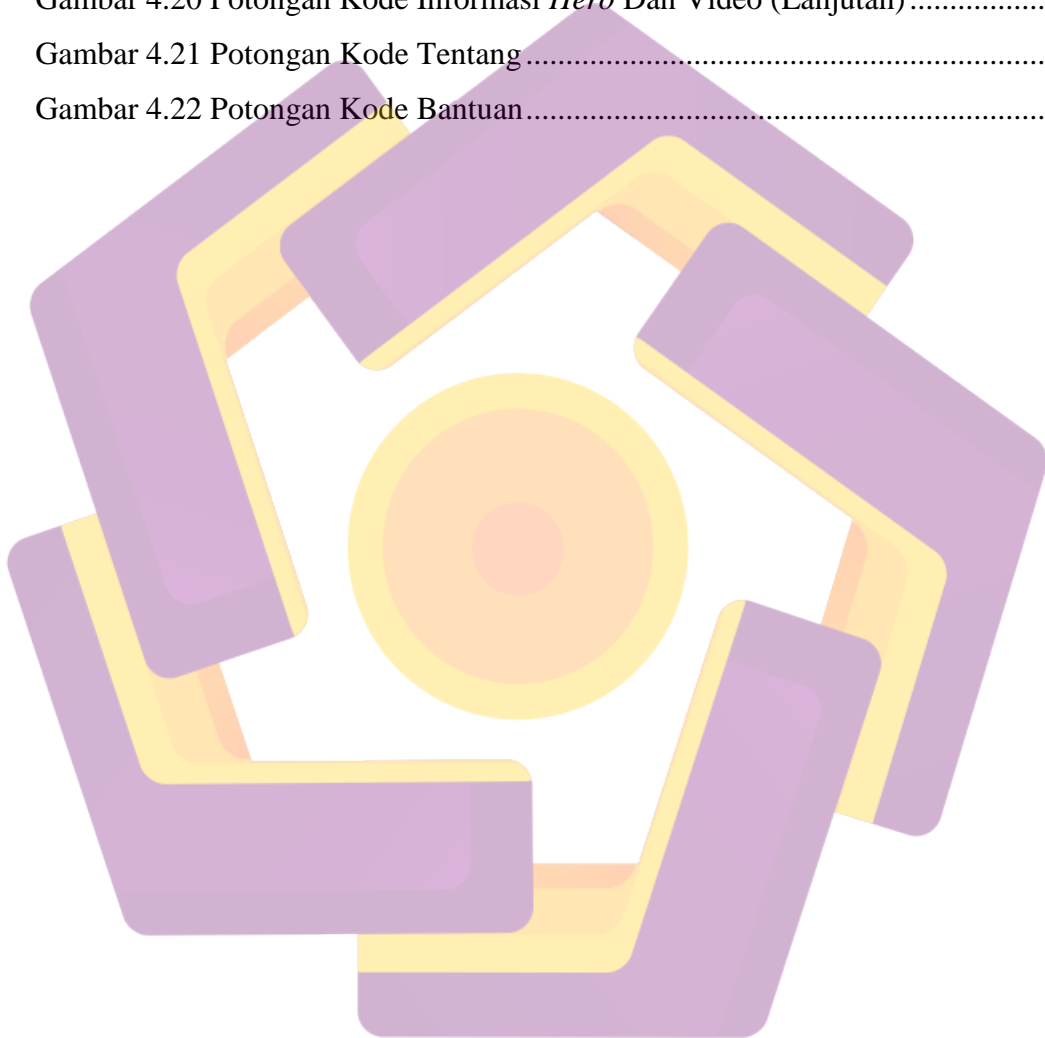 Gambar 4.20 Potongan Kode Informasi Hero Dan Video (Lanjutan)..................
Gambar 4.21 Potongan Kode Tentang..................................................................
Gambar 4.22 Potongan Kode Bantuan..................................................................